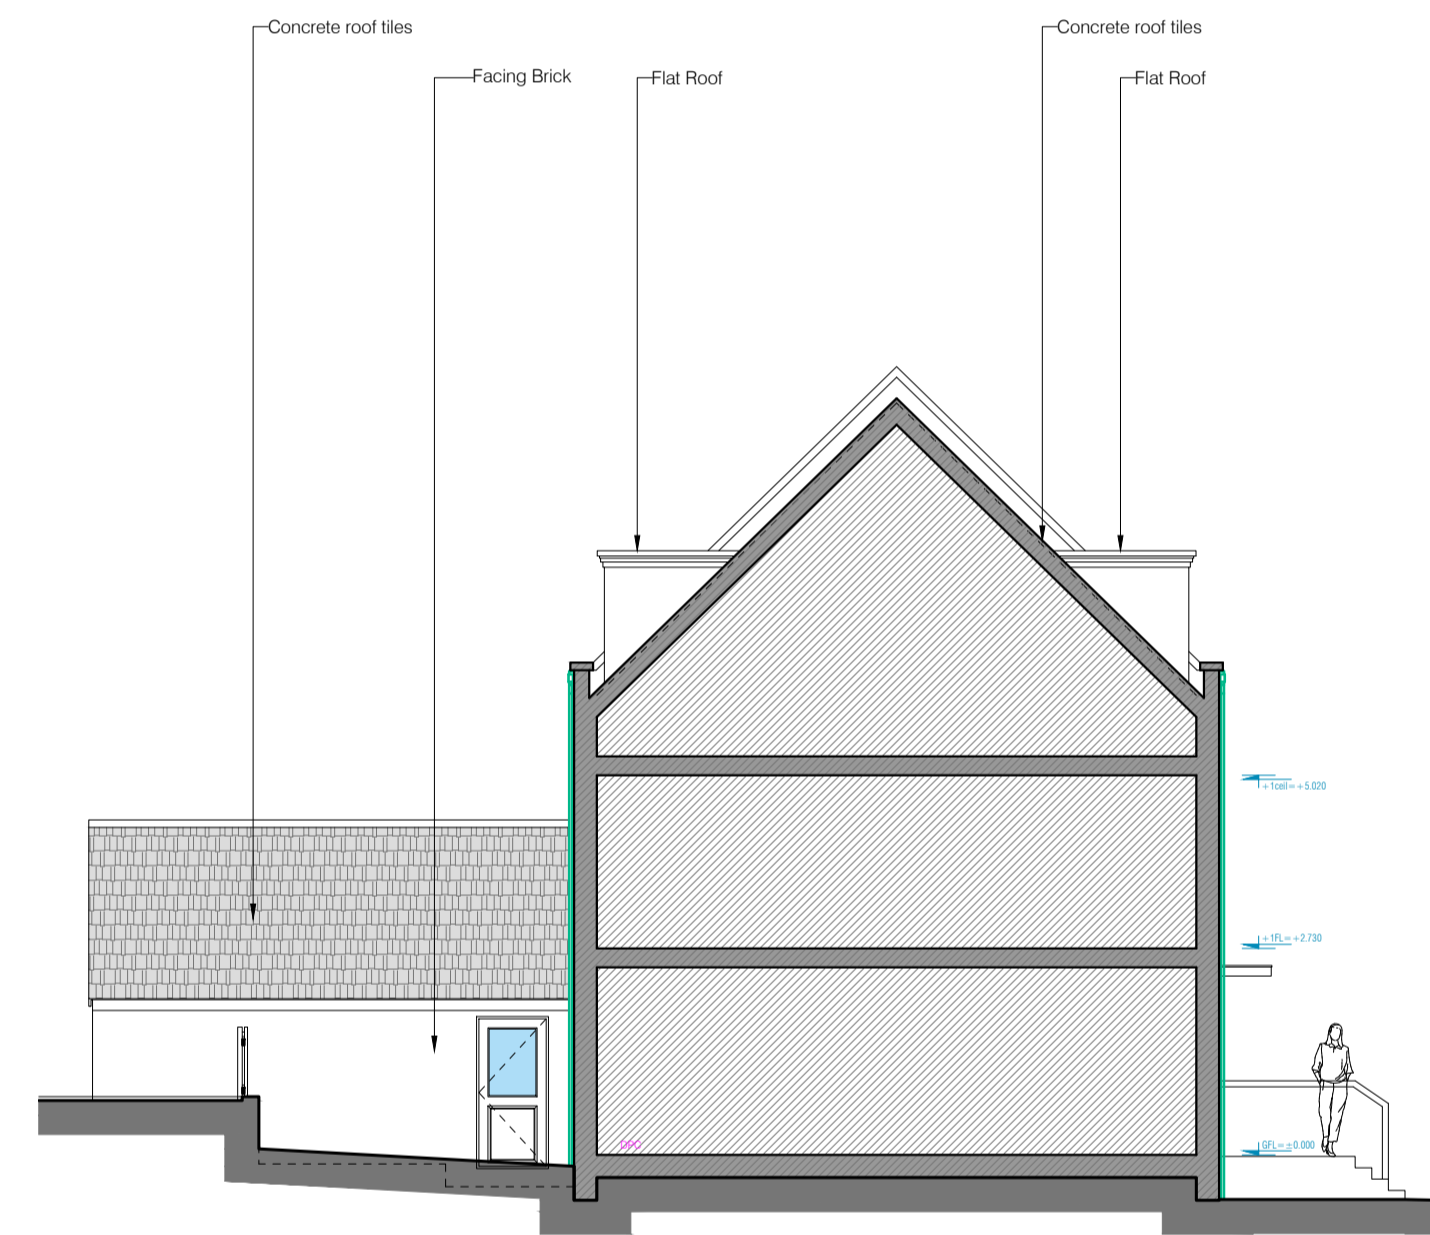 Concrete roof tiles
Concrete roof tiles
Facing Brick
Flat Roof
Flat Roof
+1ceil=+5.020
+1FL=+2.730
DPC
GFL=±0.000